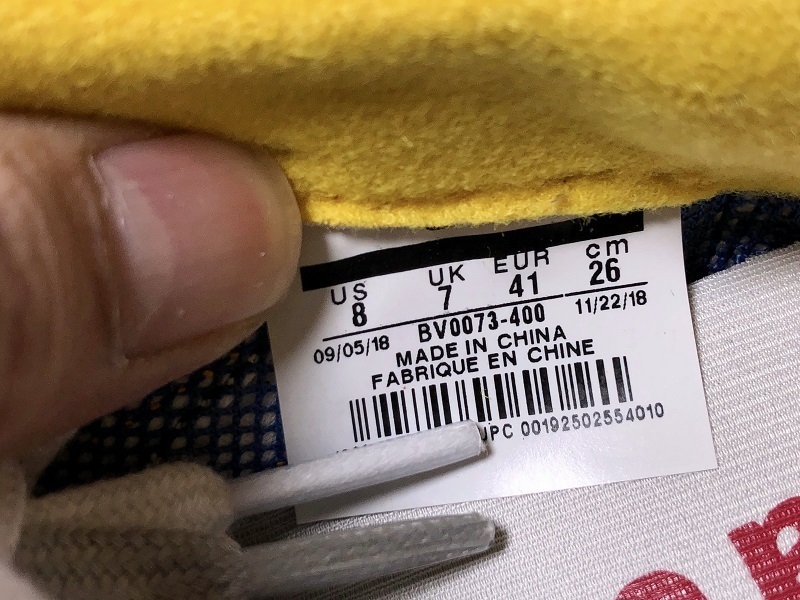 US UK EUR cm
8 7 41 26
09/05/18 BV0073-400 11/22/18
MADE IN CHINA
FABRIQUE EN CHINE
UPC 00192502554010